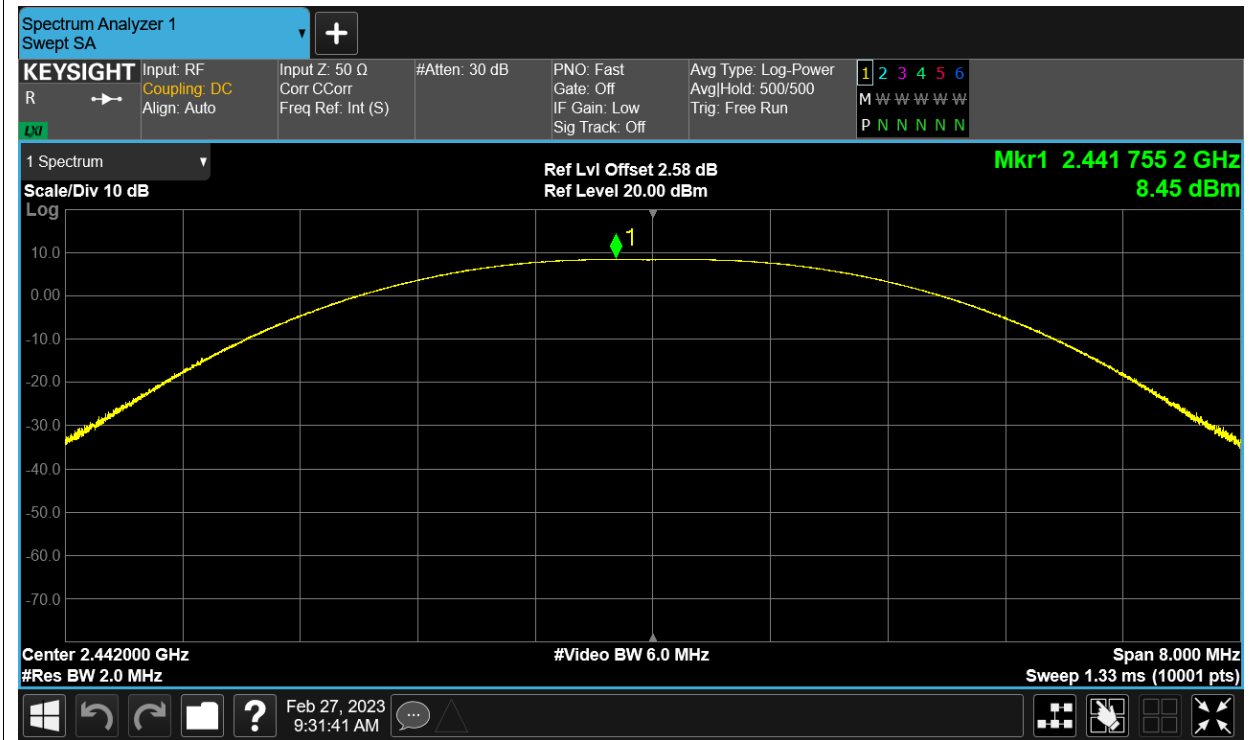 Spectrum Analyzer 1
Swept SA
KEYSIGHT
R
LXI
Input: RF
Coupling: DC
Align: Auto
Input Z: 50 Ω
Corr CCorr
Freq Ref: Int (S)
#Atten: 30 dB
PNO: Fast
Gate: Off
IF Gain: Low
Sig Track: Off
Avg Type: Log-Power
Avg|Hold: 500/500
Trig: Free Run
1 2 3 4 5 6
M W W W W W
P N N N N N
1 Spectrum
Scale/Div 10 dB
Log
Ref Lvl Offset 2.58 dB
Ref Level 20.00 dBm
Mkr1 2.441 755 2 GHz
8.45 dBm
1
10.0
0.00
-10.0
-20.0
-30.0
-40.0
-50.0
-60.0
-70.0
Center 2.442000 GHz
#Res BW 2.0 MHz
#Video BW 6.0 MHz
Span 8.000 MHz
Sweep 1.33 ms (10001 pts)
?
Feb 27, 2023
9:31:41 AM